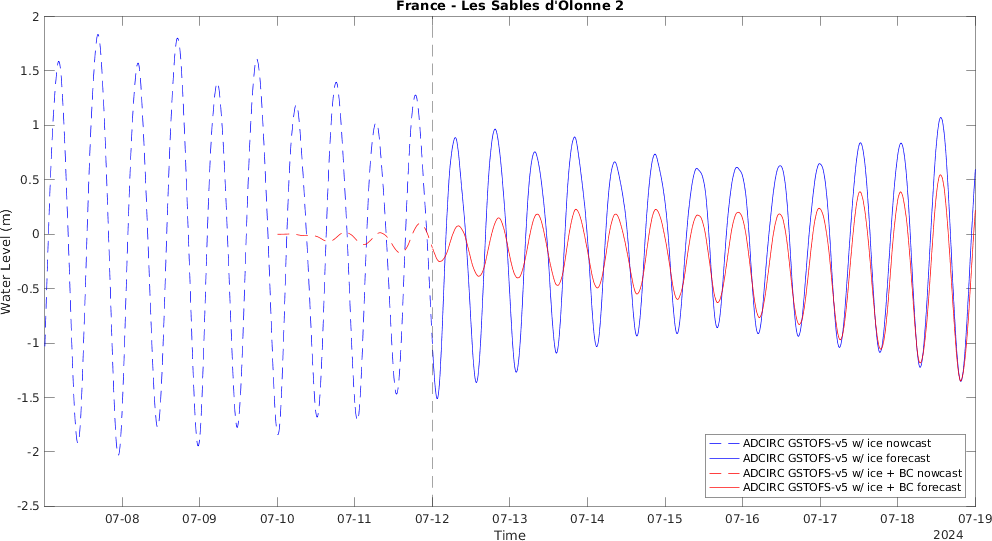 France - Les Sables d'Olonne 2
2
1.5
1
0.5
0
-0.5
-1
-1.5
-2
-2.5
Water Level (m)
07-08 07-09 07-10 07-11 07-12 07-13 07-14 07-15 07-16 07-17 07-18 07-19
Time
2024
ADCIRC GSTOFS-v5 w/ ice nowcast
ADCIRC GSTOFS-v5 w/ ice forecast
ADCIRC GSTOFS-v5 w/ ice + BC nowcast
ADCIRC GSTOFS-v5 w/ ice + BC forecast